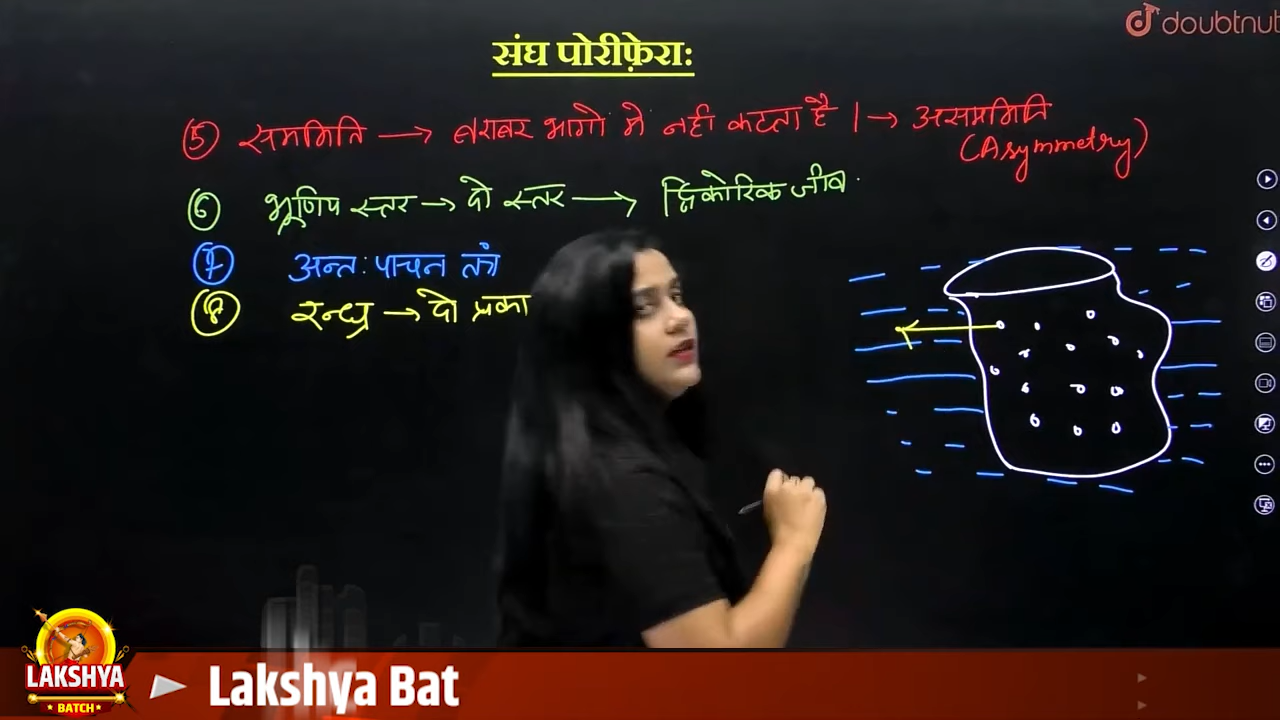 doubtnut
संघ पोरीफ़ेरा:
⑤ सममिति → बराबर भागो मे नही कटता है । → असममिति
(Asymmetry)
⑥ भ्रूणिय स्तर → दो स्तर → द्विकोरिक जीव
⑦ अन्त: पाचन तंत्र
⑧ रन्ध्र → दो प्रका
LAKSHYA
BATCH
Lakshya Bat